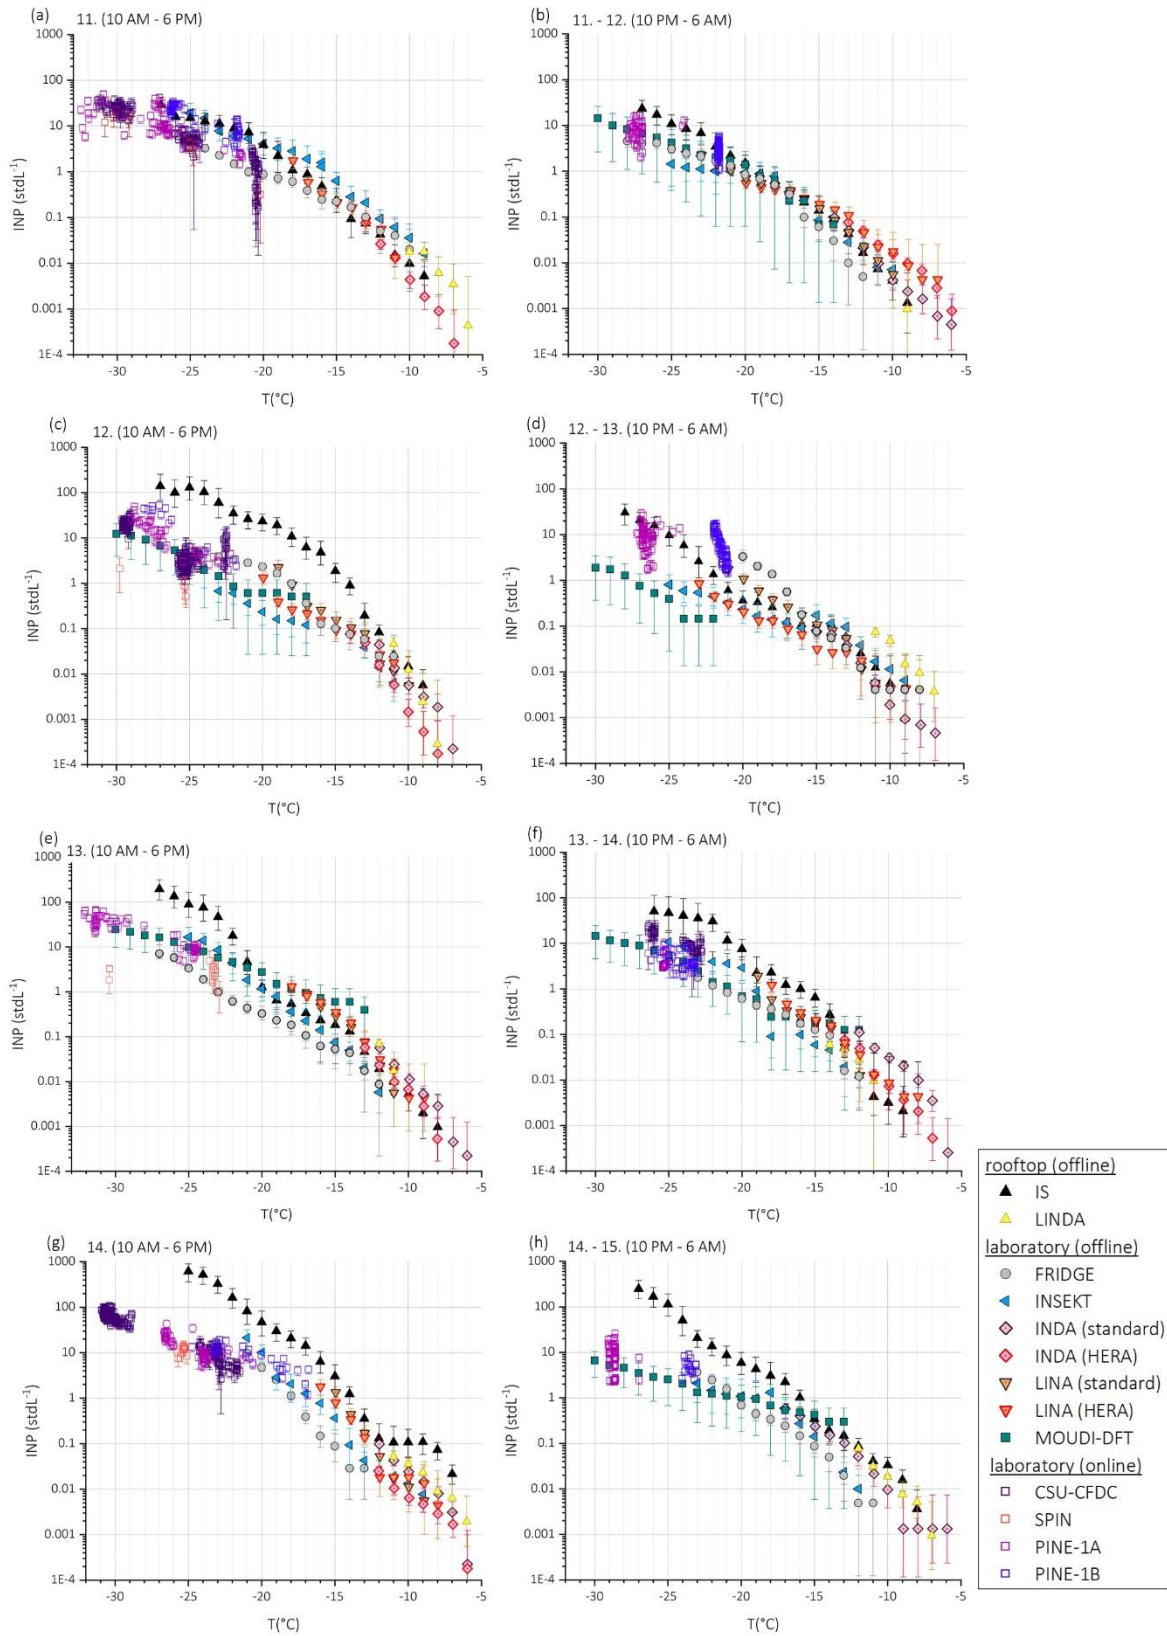 (a) 11. (10 AM - 6 PM)
1000
100
10
1
0.1
0.01
0.001
1E-4
INP (stdL⁻¹)
-30 -25 -20 -15 -10 -5
T(°C)
(b) 11. - 12. (10 PM - 6 AM)
1000
100
10
1
0.1
0.01
0.001
1E-4
INP (stdL⁻¹)
-30 -25 -20 -15 -10 -5
T(°C)
(c) 12. (10 AM - 6 PM)
1000
100
10
1
0.1
0.01
0.001
1E-4
INP (stdL⁻¹)
-30 -25 -20 -15 -10 -5
T(°C)
(d) 12. - 13. (10 PM - 6 AM)
1000
100
10
1
0.1
0.01
0.001
1E-4
INP (stdL⁻¹)
-30 -25 -20 -15 -10 -5
T(°C)
(e) 13. (10 AM - 6 PM)
1000
100
10
1
0.1
0.01
0.001
1E-4
INP (stdL⁻¹)
-30 -25 -20 -15 -10 -5
T(°C)
(f) 13. - 14. (10 PM - 6 AM)
1000
100
10
1
0.1
0.01
0.001
1E-4
INP (stdL⁻¹)
-30 -25 -20 -15 -10 -5
T(°C)
(g) 14. (10 AM - 6 PM)
1000
100
10
1
0.1
0.01
0.001
1E-4
INP (stdL⁻¹)
-30 -25 -20 -15 -10 -5
T(°C)
(h) 14. - 15. (10 PM - 6 AM)
1000
100
10
1
0.1
0.01
0.001
1E-4
INP (stdL⁻¹)
-30 -25 -20 -15 -10 -5
T(°C)
rooftop (offline)
IS
LINDA
laboratory (offline)
FRIDGE
INSEKT
INDA (standard)
INDA (HERA)
LINA (standard)
LINA (HERA)
MOUDI-DFT
laboratory (online)
CSU-CFDC
SPIN
PINE-1A
PINE-1B